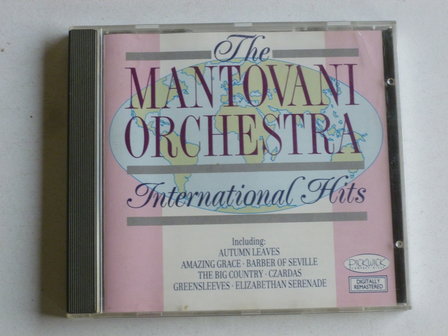 The
MANTOVANI
ORCHESTRA
International Hits
Including:
AUTUMN LEAVES
AMAZING GRACE · BARBER OF SEVILLE
THE BIG COUNTRY · CZARDAS
GREENSLEEVES · ELIZABETHAN SERENADE
PICKWICK
DIGITALLY
REMASTERED